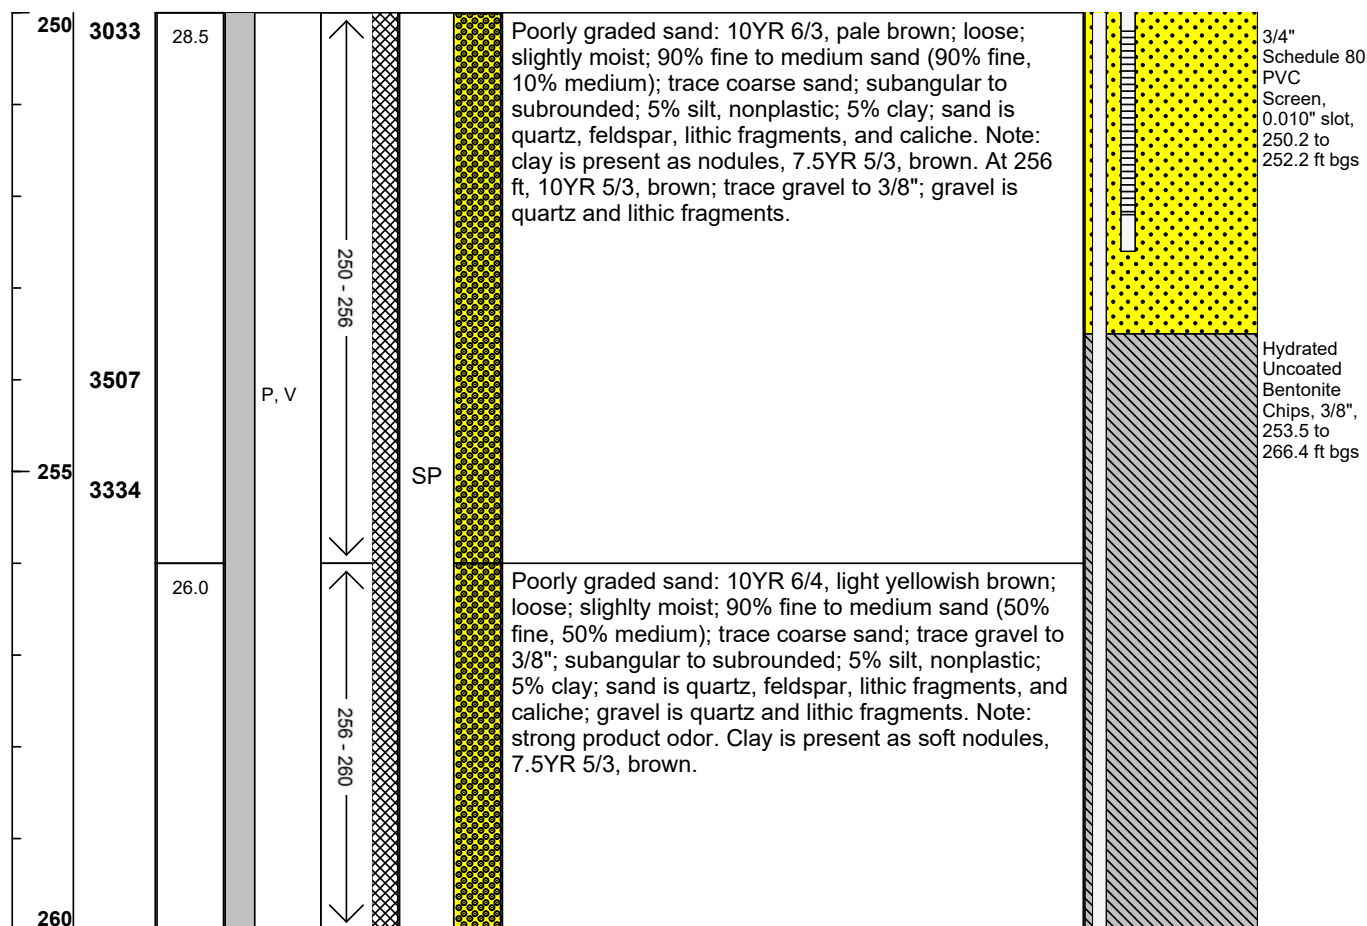 250
3033
28.5
Poorly graded sand: 10YR 6/3, pale brown; loose;
slightly moist; 90% fine to medium sand (90% fine,
10% medium); trace coarse sand; subangular to
subrounded; 5% silt, nonplastic; 5% clay; sand is
quartz, feldspar, lithic fragments, and caliche. Note:
clay is present as nodules, 7.5YR 5/3, brown. At 256
ft, 10YR 5/3, brown; trace gravel to 3/8"; gravel is
quartz and lithic fragments.
3/4"
Schedule 80
PVC
Screen,
0.010" slot,
250.2 to
252.2 ft bgs
250 - 256
3507
P, V
Hydrated
Uncoated
Bentonite
Chips, 3/8",
253.5 to
266.4 ft bgs
255
3334
SP
26.0
Poorly graded sand: 10YR 6/4, light yellowish brown;
loose; slighlty moist; 90% fine to medium sand (50%
fine, 50% medium); trace coarse sand; trace gravel to
3/8"; subangular to subrounded; 5% silt, nonplastic;
5% clay; sand is quartz, feldspar, lithic fragments, and
caliche; gravel is quartz and lithic fragments. Note:
strong product odor. Clay is present as soft nodules,
7.5YR 5/3, brown.
256 - 260
260